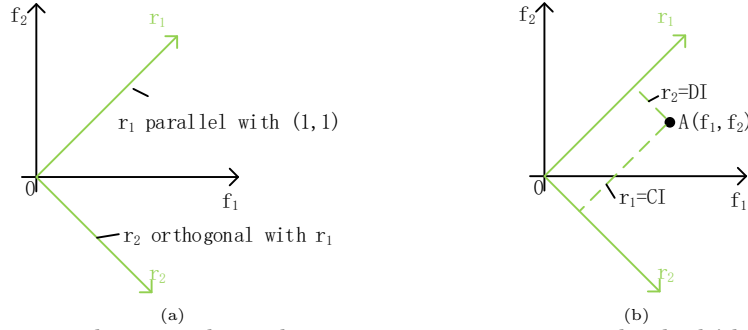 f2
r1
r1 parallel with (1,1)
0
f1
r2 orthogonal with r1
r2
(a)
f2
r1
r2=DI
A(f1,f2)
0
r1=CI
f1
r2
(b)